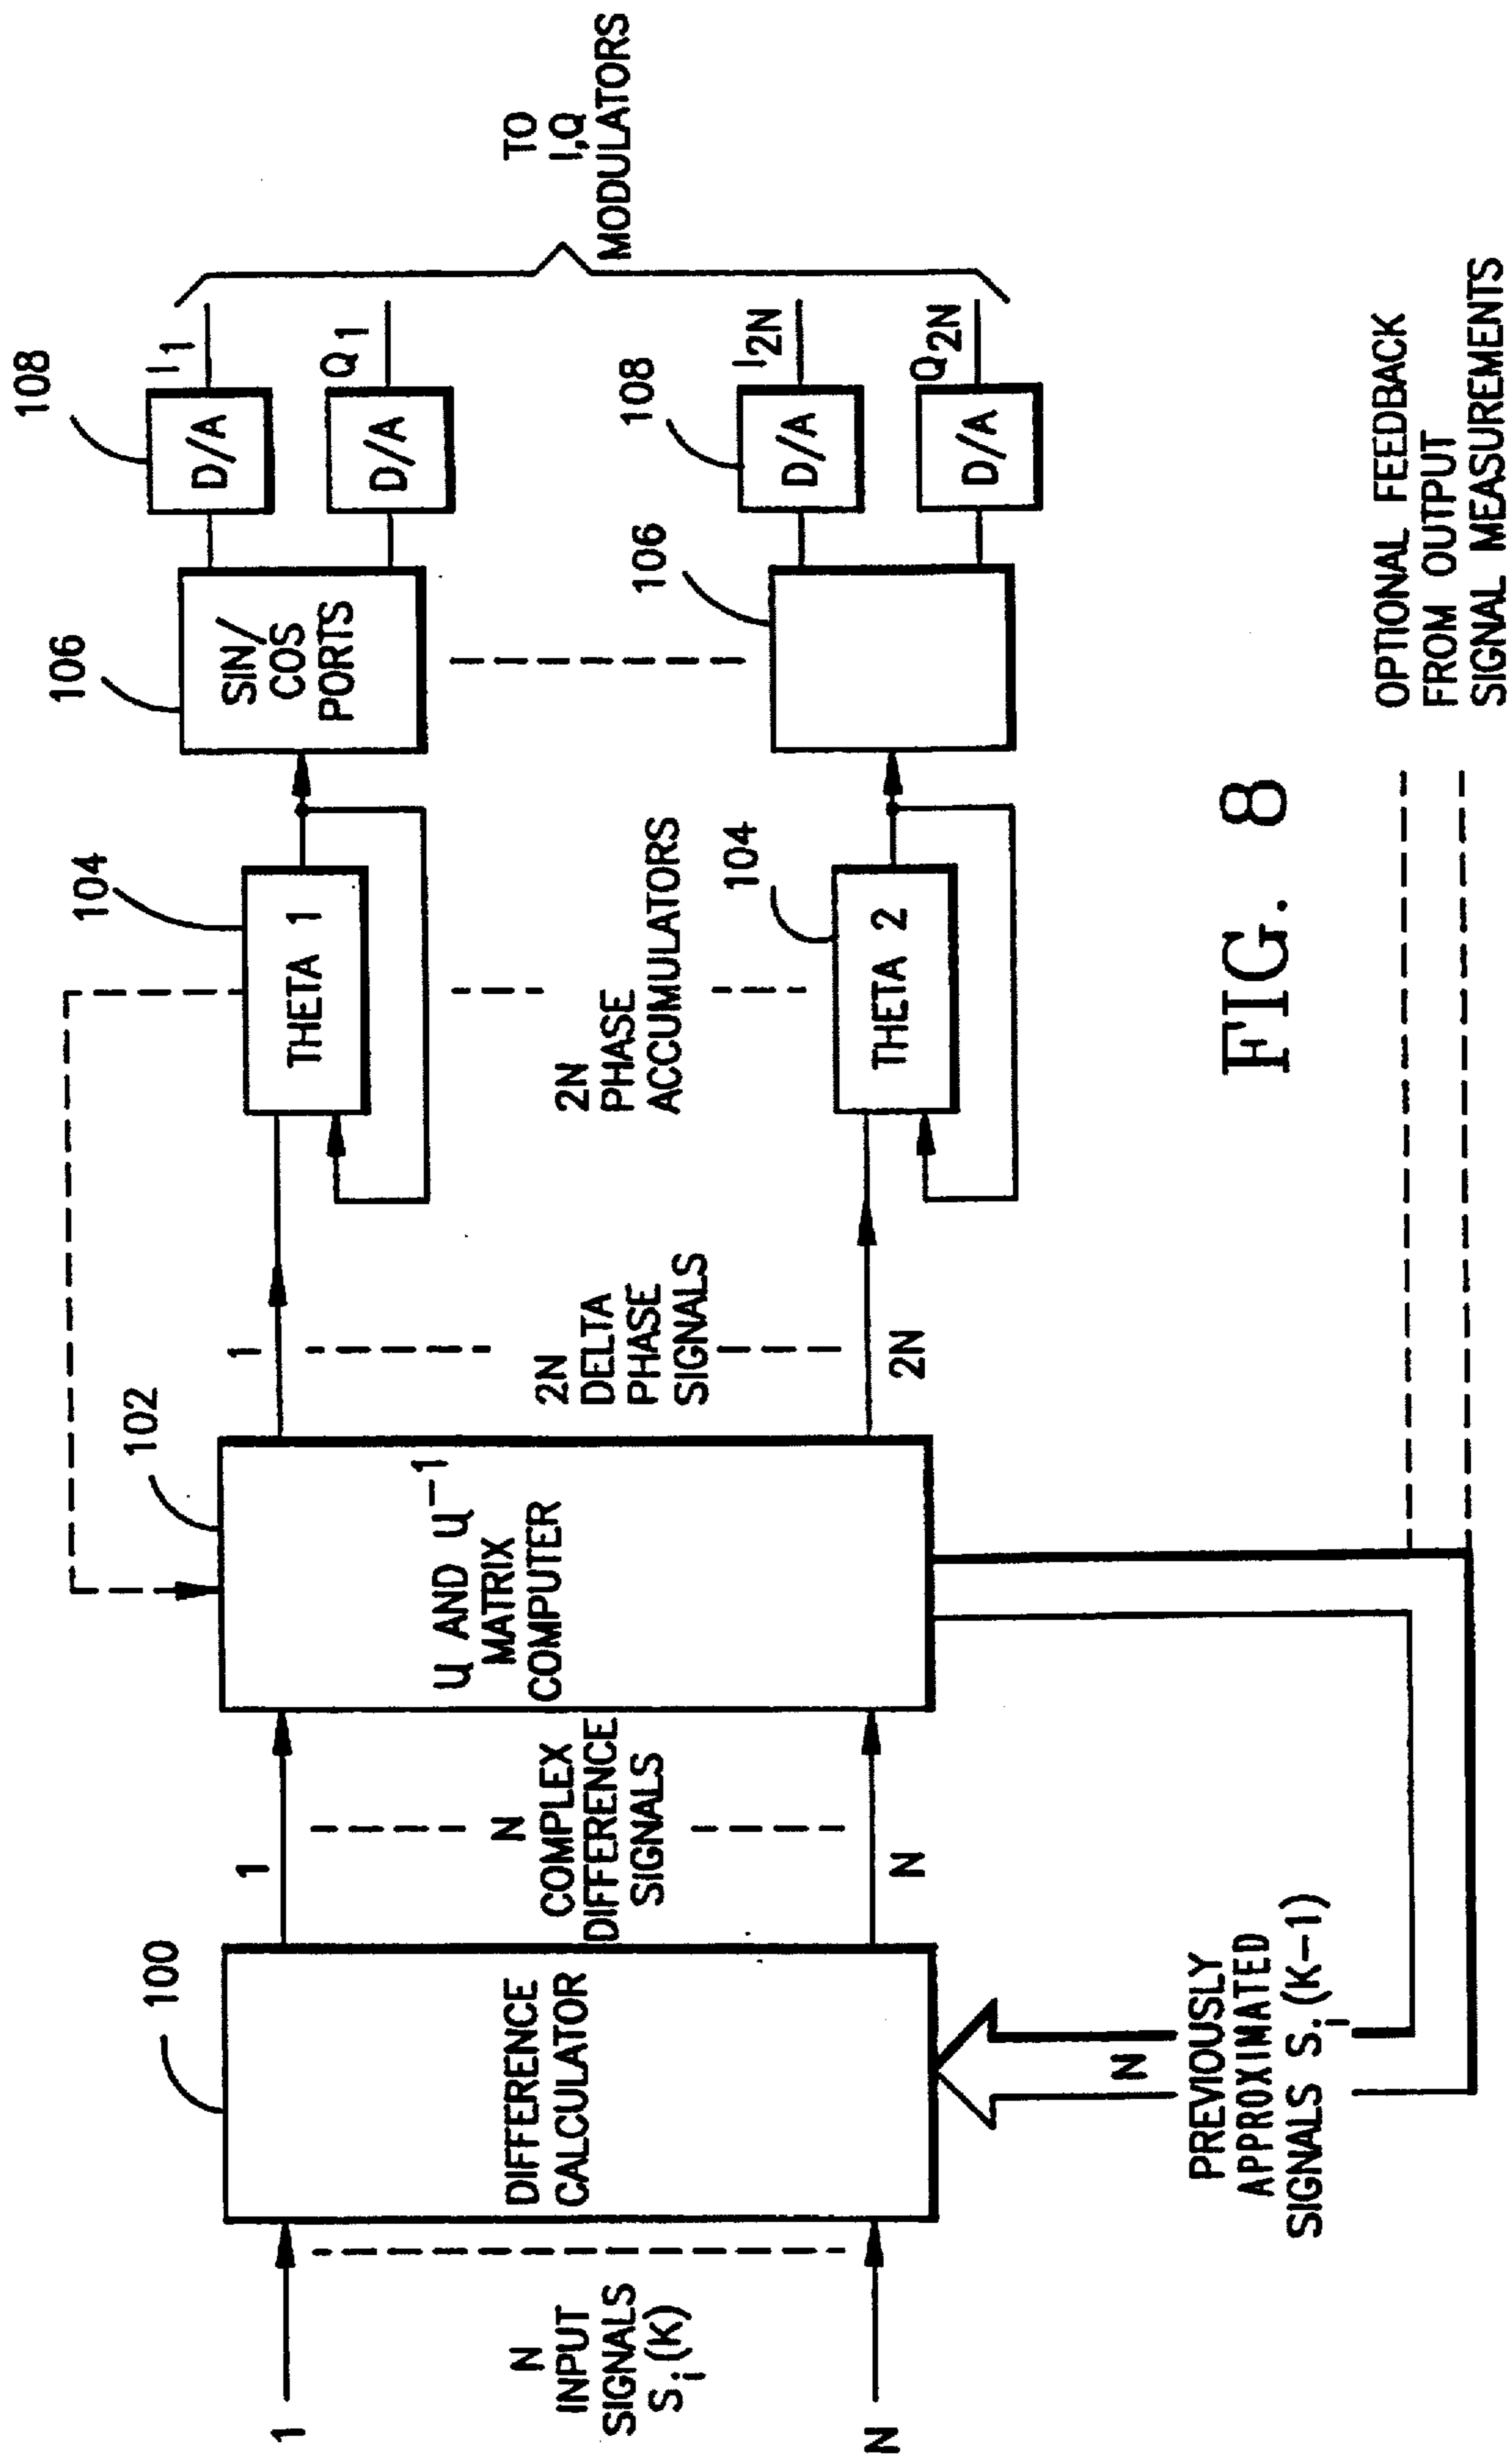 N
INPUT
SIGNALS
Si(K)
1
N
100
DIFFERENCE
CALCULATOR
1
N
COMPLEX
DIFFERENCE
SIGNALS
N
PREVIOUSLY
APPROXIMATED
SIGNALS Si(K-1)
N
102
U AND U-1
MATRIX
COMPUTER
1
2N
DELTA
PHASE
SIGNALS
2N
104
THETA 1
2N
PHASE
ACCUMULATORS
104
THETA 2
106
SIN/
COS
PORTS
106
108
D/A
I1
D/A
Q1
108
D/A
I2N
D/A
Q2N
TO
I,Q
MODULATORS
OPTIONAL FEEDBACK
FROM OUTPUT
SIGNAL MEASUREMENTS
FIG. 8